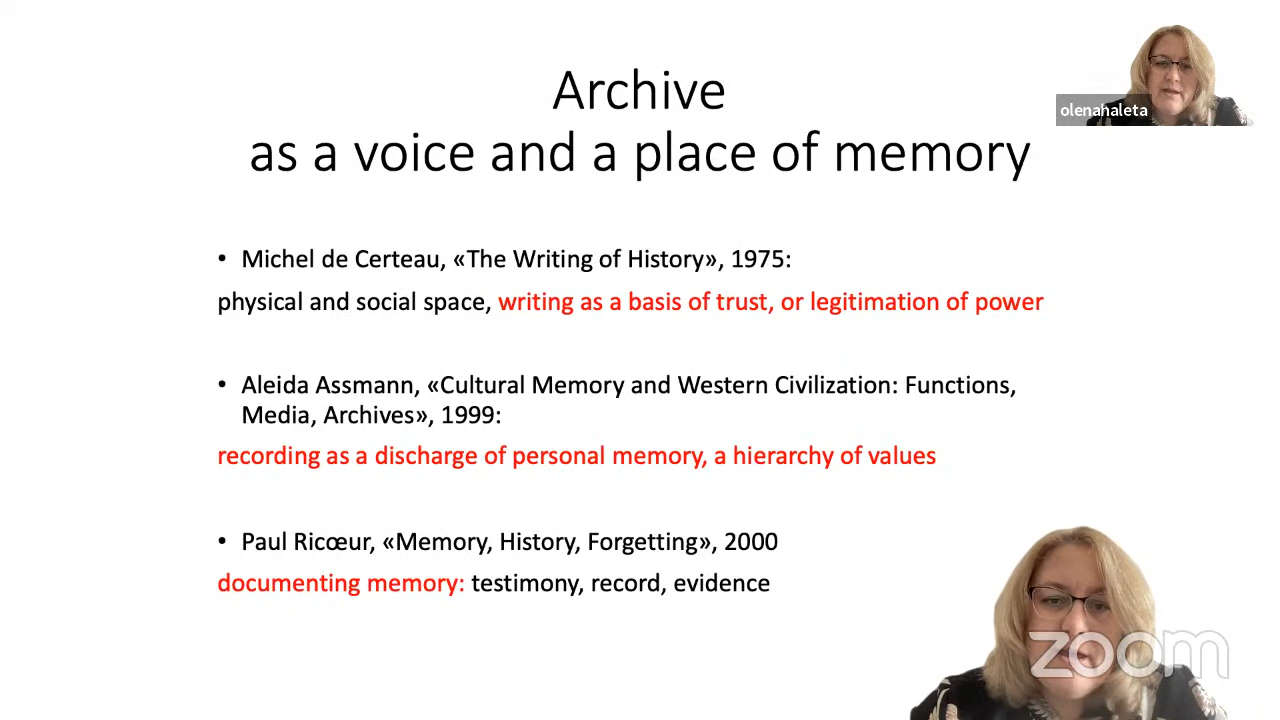 Archive
as a voice and a place of memory
olenahaleta
• Michel de Certeau, «The Writing of History», 1975:
physical and social space, writing as a basis of trust, or legitimation of power
• Aleida Assmann, «Cultural Memory and Western Civilization: Functions,
Media, Archives», 1999:
recording as a discharge of personal memory, a hierarchy of values
• Paul Ricœur, «Memory, History, Forgetting», 2000
documenting memory: testimony, record, evidence
zoom